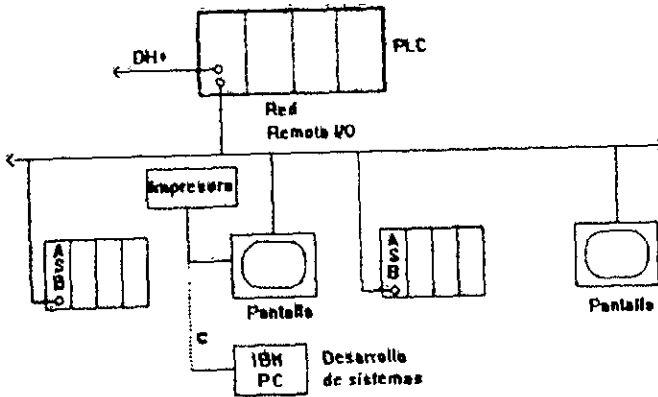 DH+
PLC
Red
Remota I/O
Impresora
ASB
ASB
Pantalla
Pantalla
C
IBM
PC
Desarrollo
de sistemas